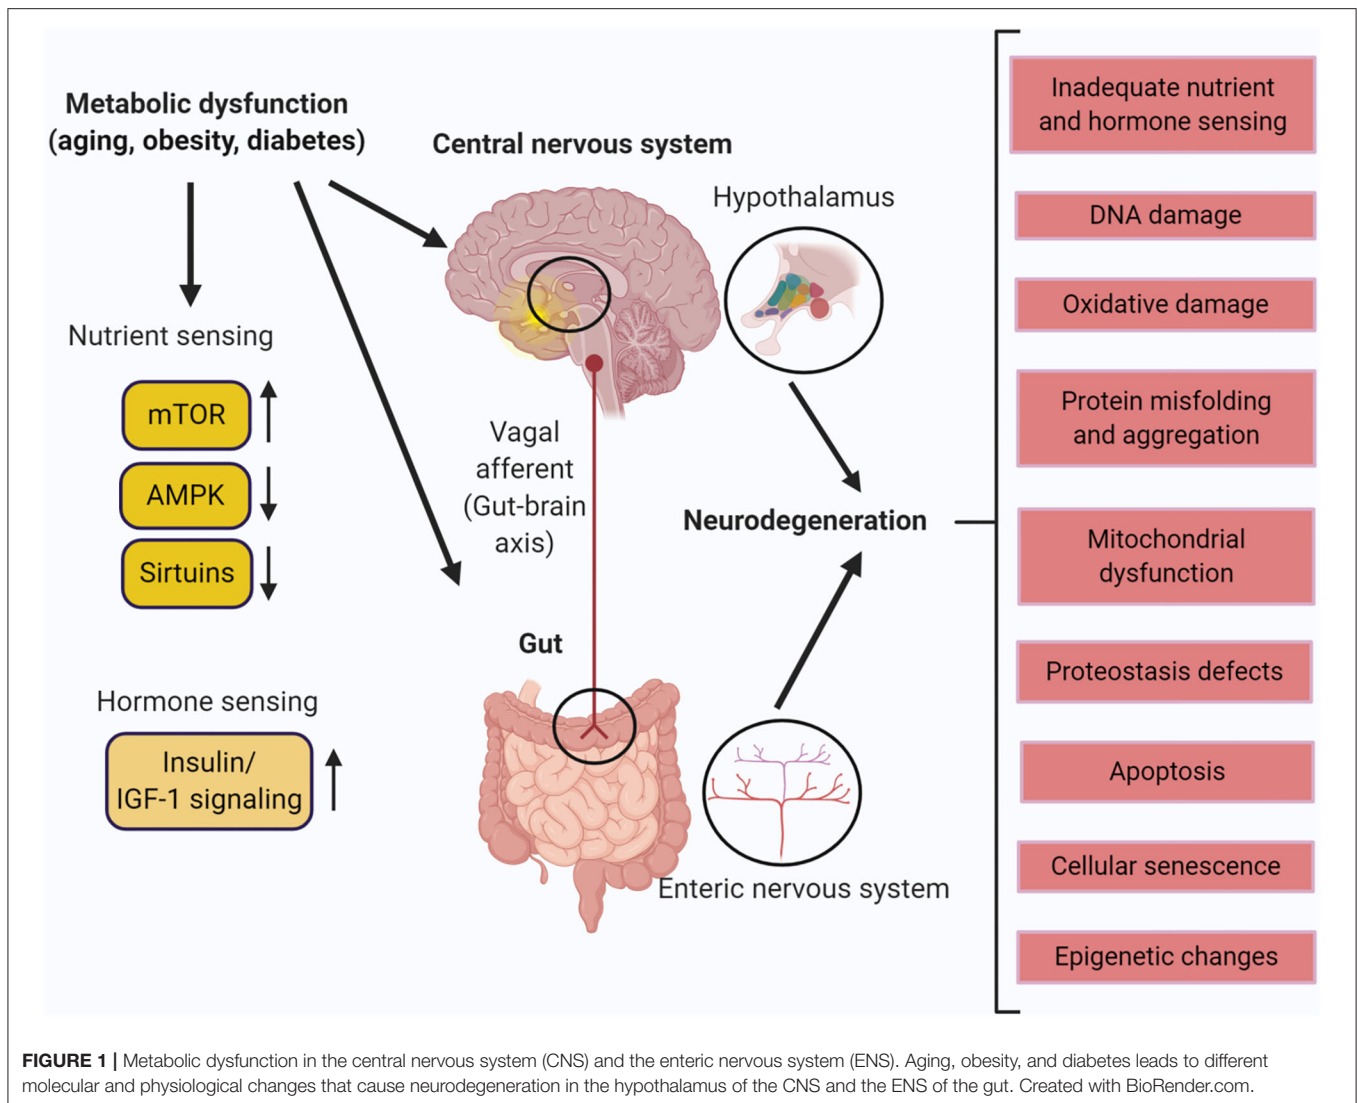 Metabolic dysfunction
(aging, obesity, diabetes)
Central nervous system
Hypothalamus
Nutrient sensing
mTOR
AMPK
Sirtuins
Vagal
afferent
(Gut-brain
axis)
Neurodegeneration
Gut
Hormone sensing
Insulin/
IGF-1 signaling
Enteric nervous system
Inadequate nutrient
and hormone sensing
DNA damage
Oxidative damage
Protein misfolding
and aggregation
Mitochondrial
dysfunction
Proteostasis defects
Apoptosis
Cellular senescence
Epigenetic changes
FIGURE 1 | Metabolic dysfunction in the central nervous system (CNS) and the enteric nervous system (ENS). Aging, obesity, and diabetes leads to different
molecular and physiological changes that cause neurodegeneration in the hypothalamus of the CNS and the ENS of the gut. Created with BioRender.com.